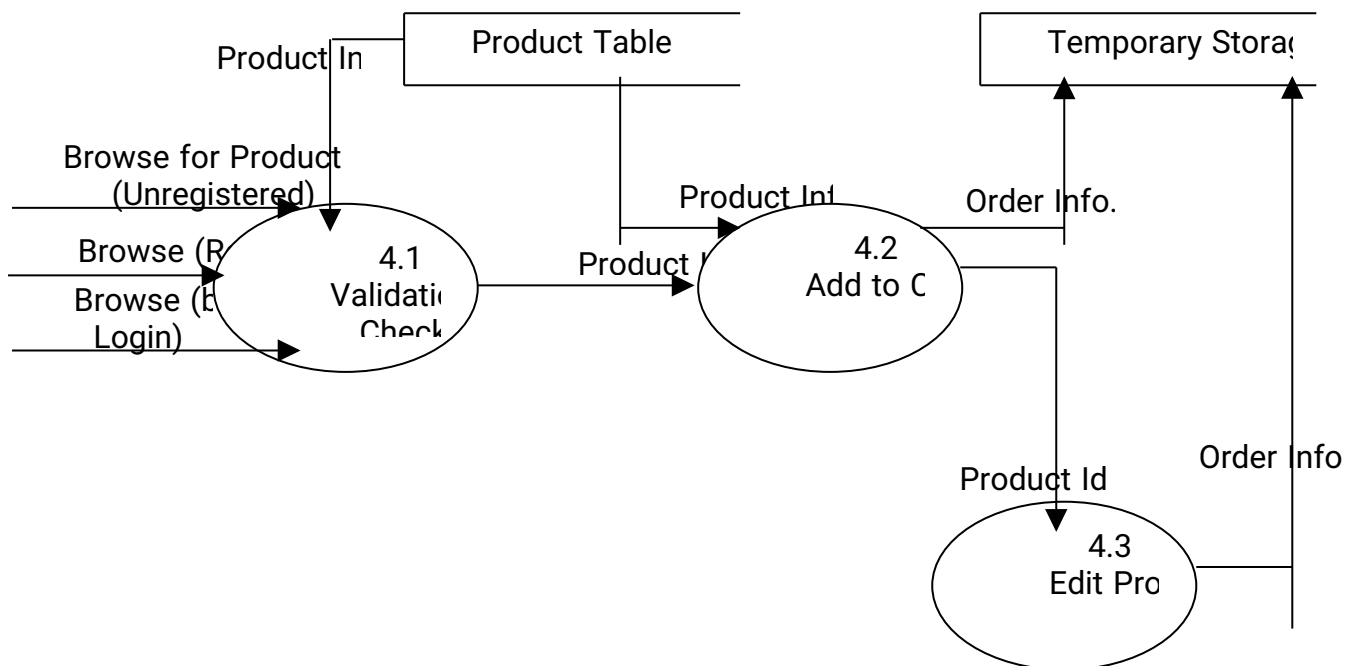 Product Table
Temporary Storag
Product In
Browse for Product
(Unregistered)
Product Inf
Order Info.
Browse (R
4.1
Validati
Check
4.2
Add to C
Product I
Browse (b
Login)
Order Info
Product Id
4.3
Edit Pro